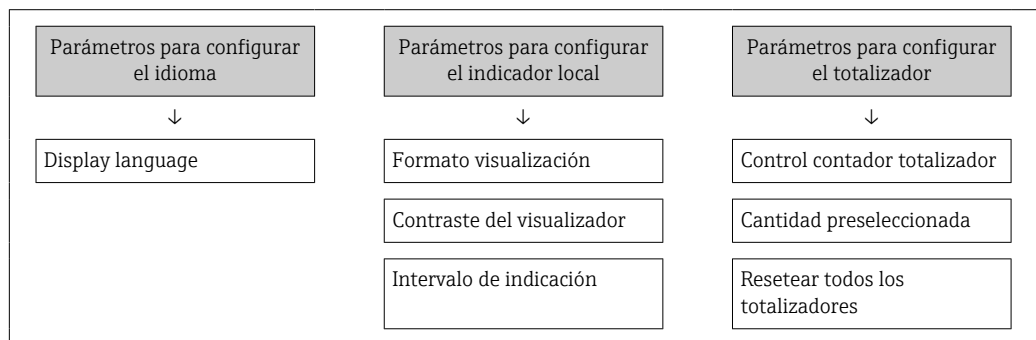 Parámetros para configurar
el idioma
↓
Display language
Parámetros para configurar
el indicador local
↓
Formato visualización
Contraste del visualizador
Intervalo de indicación
Parámetros para configurar
el totalizador
↓
Control contador totalizador
Cantidad preseleccionada
Resetear todos los
totalizadores